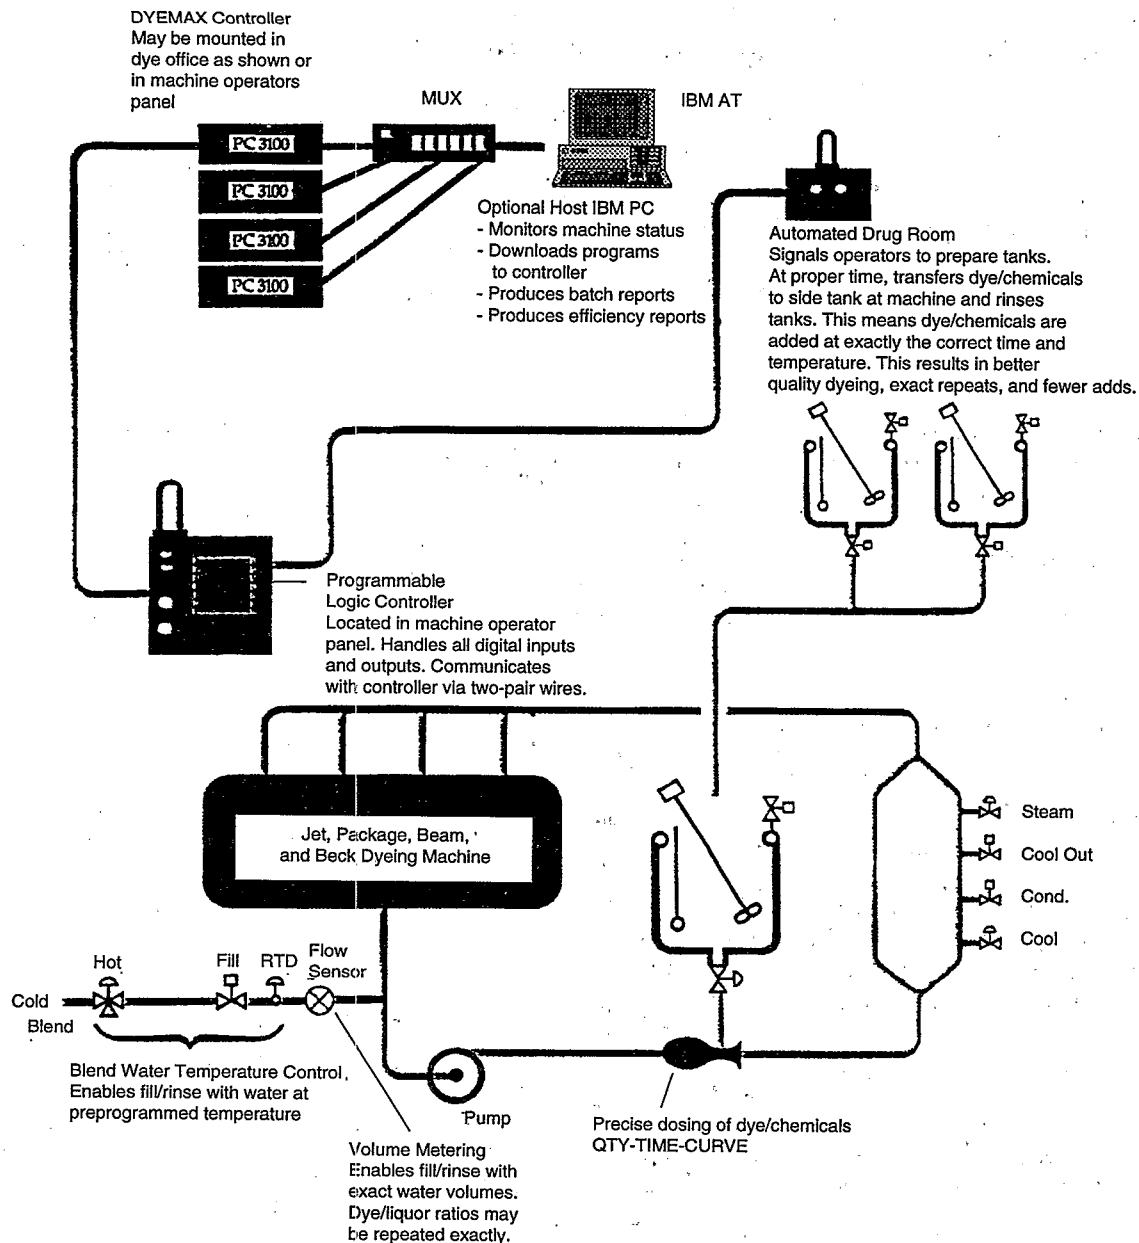 DYEMAX Controller
May be mounted in
dye office as shown or
in machine operators
panel
MUX
IBM AT
PC 3100
PC 3100
PC 3100
PC 3100
Optional Host IBM PC
- Monitors machine status
- Downloads programs
to controller
- Produces batch reports
- Produces efficiency reports
Automated Drug Room
Signals operators to prepare tanks.
At proper time, transfers dye/chemicals
to side tank at machine and rinses
tanks. This means dye/chemicals are
added at exactly the correct time and
temperature. This results in better
quality dyeing, exact repeats, and fewer adds.
Programmable
Logic Controller
Located in machine operator
panel. Handles all digital inputs
and outputs. Communicates
with controller via two-pair wires.
Jet, Package, Beam,
and Beck Dyeing Machine
Steam
Cool Out
Cond.
Cool
Hot
Fill
RTD
Flow
Sensor
Cold
Blend
Blend Water Temperature Control.
Enables fill/rinse with water at
preprogrammed temperature
Pump
Precise dosing of dye/chemicals
QTY-TIME-CURVE
Volume Metering
Enables fill/rinse with
exact water volumes.
Dye/liquor ratios may
be repeated exactly.